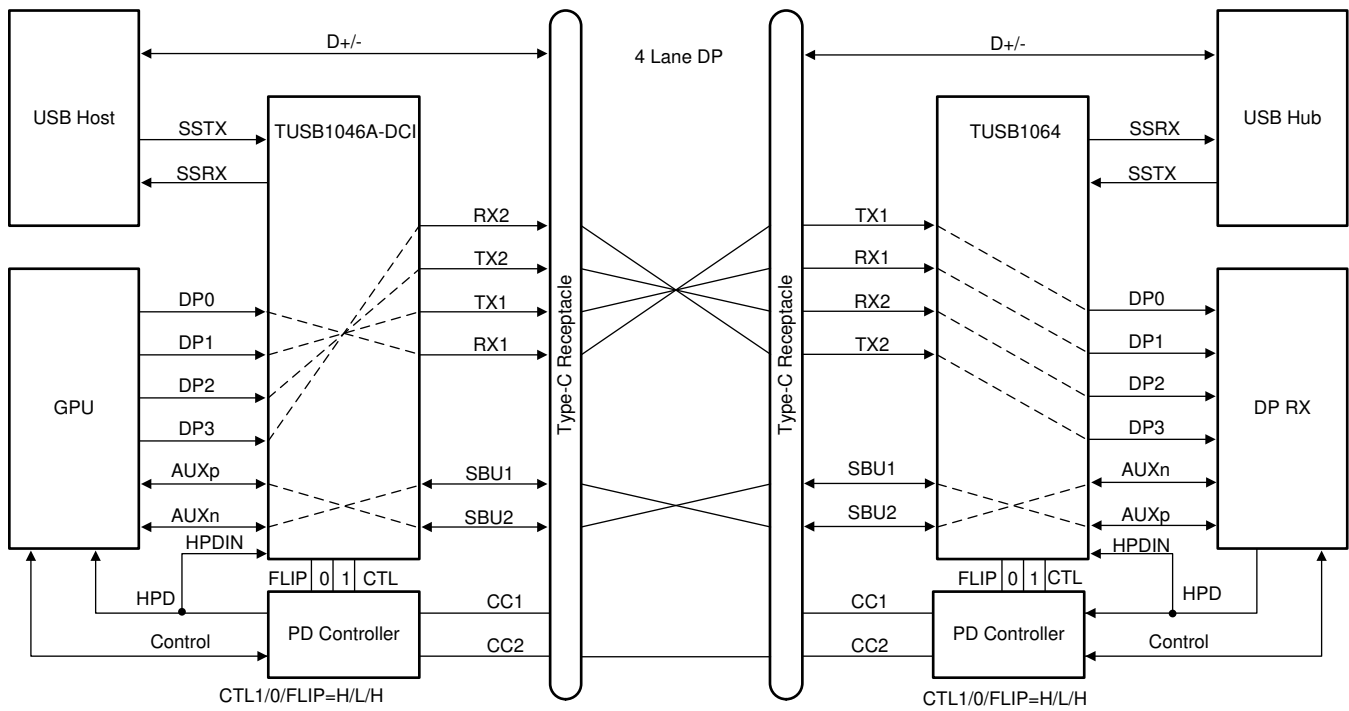 D+/-
4 Lane DP
D+/-
USB Host
TUSB1046A-DCI
TUSB1064
USB Hub
SSTX
SSRX
SSRX
SSTX
RX2
TX1
TX2
RX1
TX1
RX2
RX1
TX2
Type-C Receptacle
Type-C Receptacle
GPU
DP RX
DP0
DP1
DP2
DP3
AUXp
AUXn
DP0
DP1
DP2
DP3
AUXn
AUXp
SBU1
SBU2
SBU1
SBU2
HPDIN
HPDIN
FLIP 0 1 CTL
FLIP 0 1 CTL
HPD
HPD
Control
Control
PD Controller
PD Controller
CC1
CC1
CC2
CC2
CTL1/0/FLIP=H/L/H
CTL1/0/FLIP=H/L/H